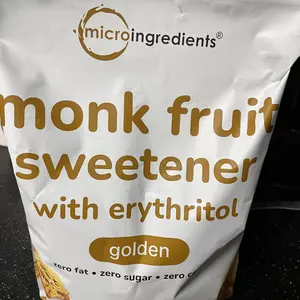 microingredients®
monk fruit
sweetener
with erythritol
golden
zero fat • zero sugar • zero